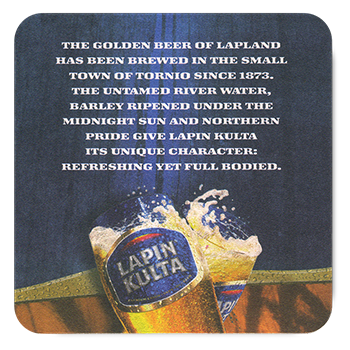 THE GOLDEN BEER OF LAPLAND
HAS BEEN BREWED IN THE SMALL
TOWN OF TORNIO SINCE 1873.
THE UNTAMED RIVER WATER,
BARLEY RIPENED UNDER THE
MIDNIGHT SUN AND NORTHERN
PRIDE GIVE LAPIN KULTA
ITS UNIQUE CHARACTER:
REFRESHING YET FULL BODIED.
LAPIN
KULTA